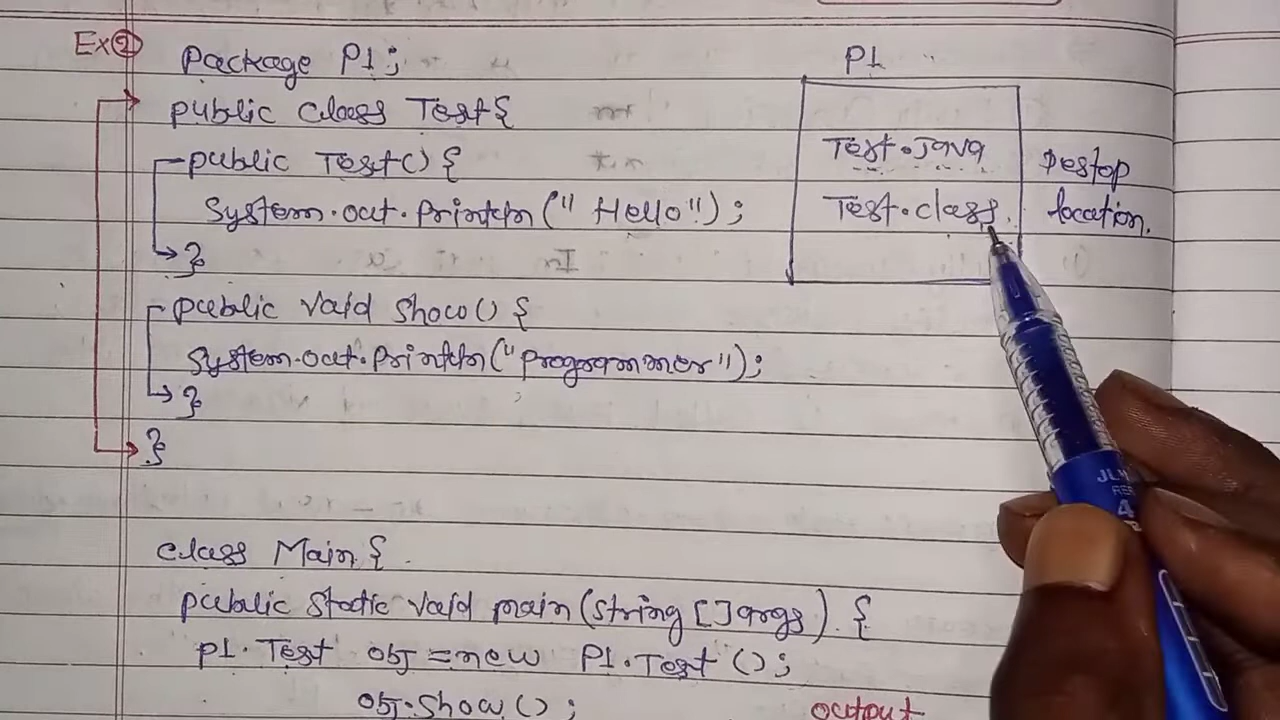 Ex②
Package P1;
public class Test{
public Test() {
System.out.println("Hello");
}
public void show() {
System.out.println("programmer");
}
}
P1
Test.java
Test.class
Destop
location.
class Main {
public static void main(String []args) {
p1.Test obj = new P1.Test ();
obj.show ();
output